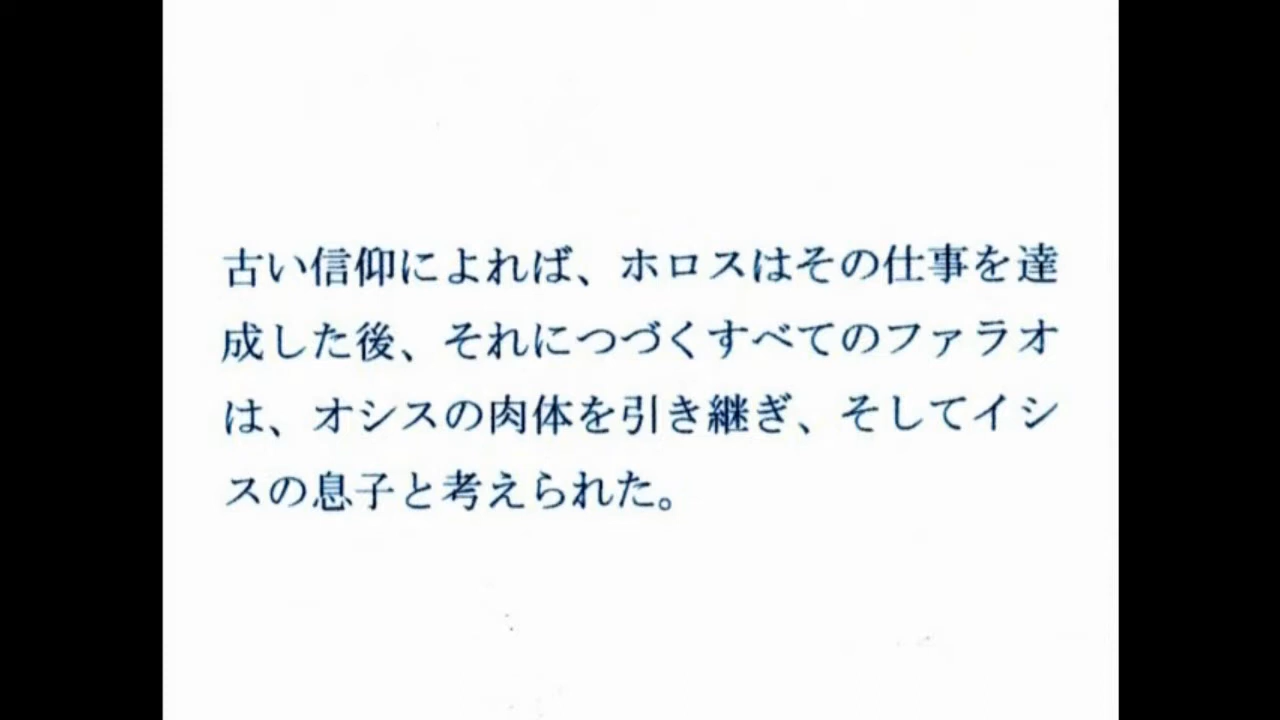 古い信仰によれば、ホロスはその仕事を達
成した後、それにつづくすべてのファラオ
は、オシスの肉体を引き継ぎ、そしてイシ
スの息子と考えられた。